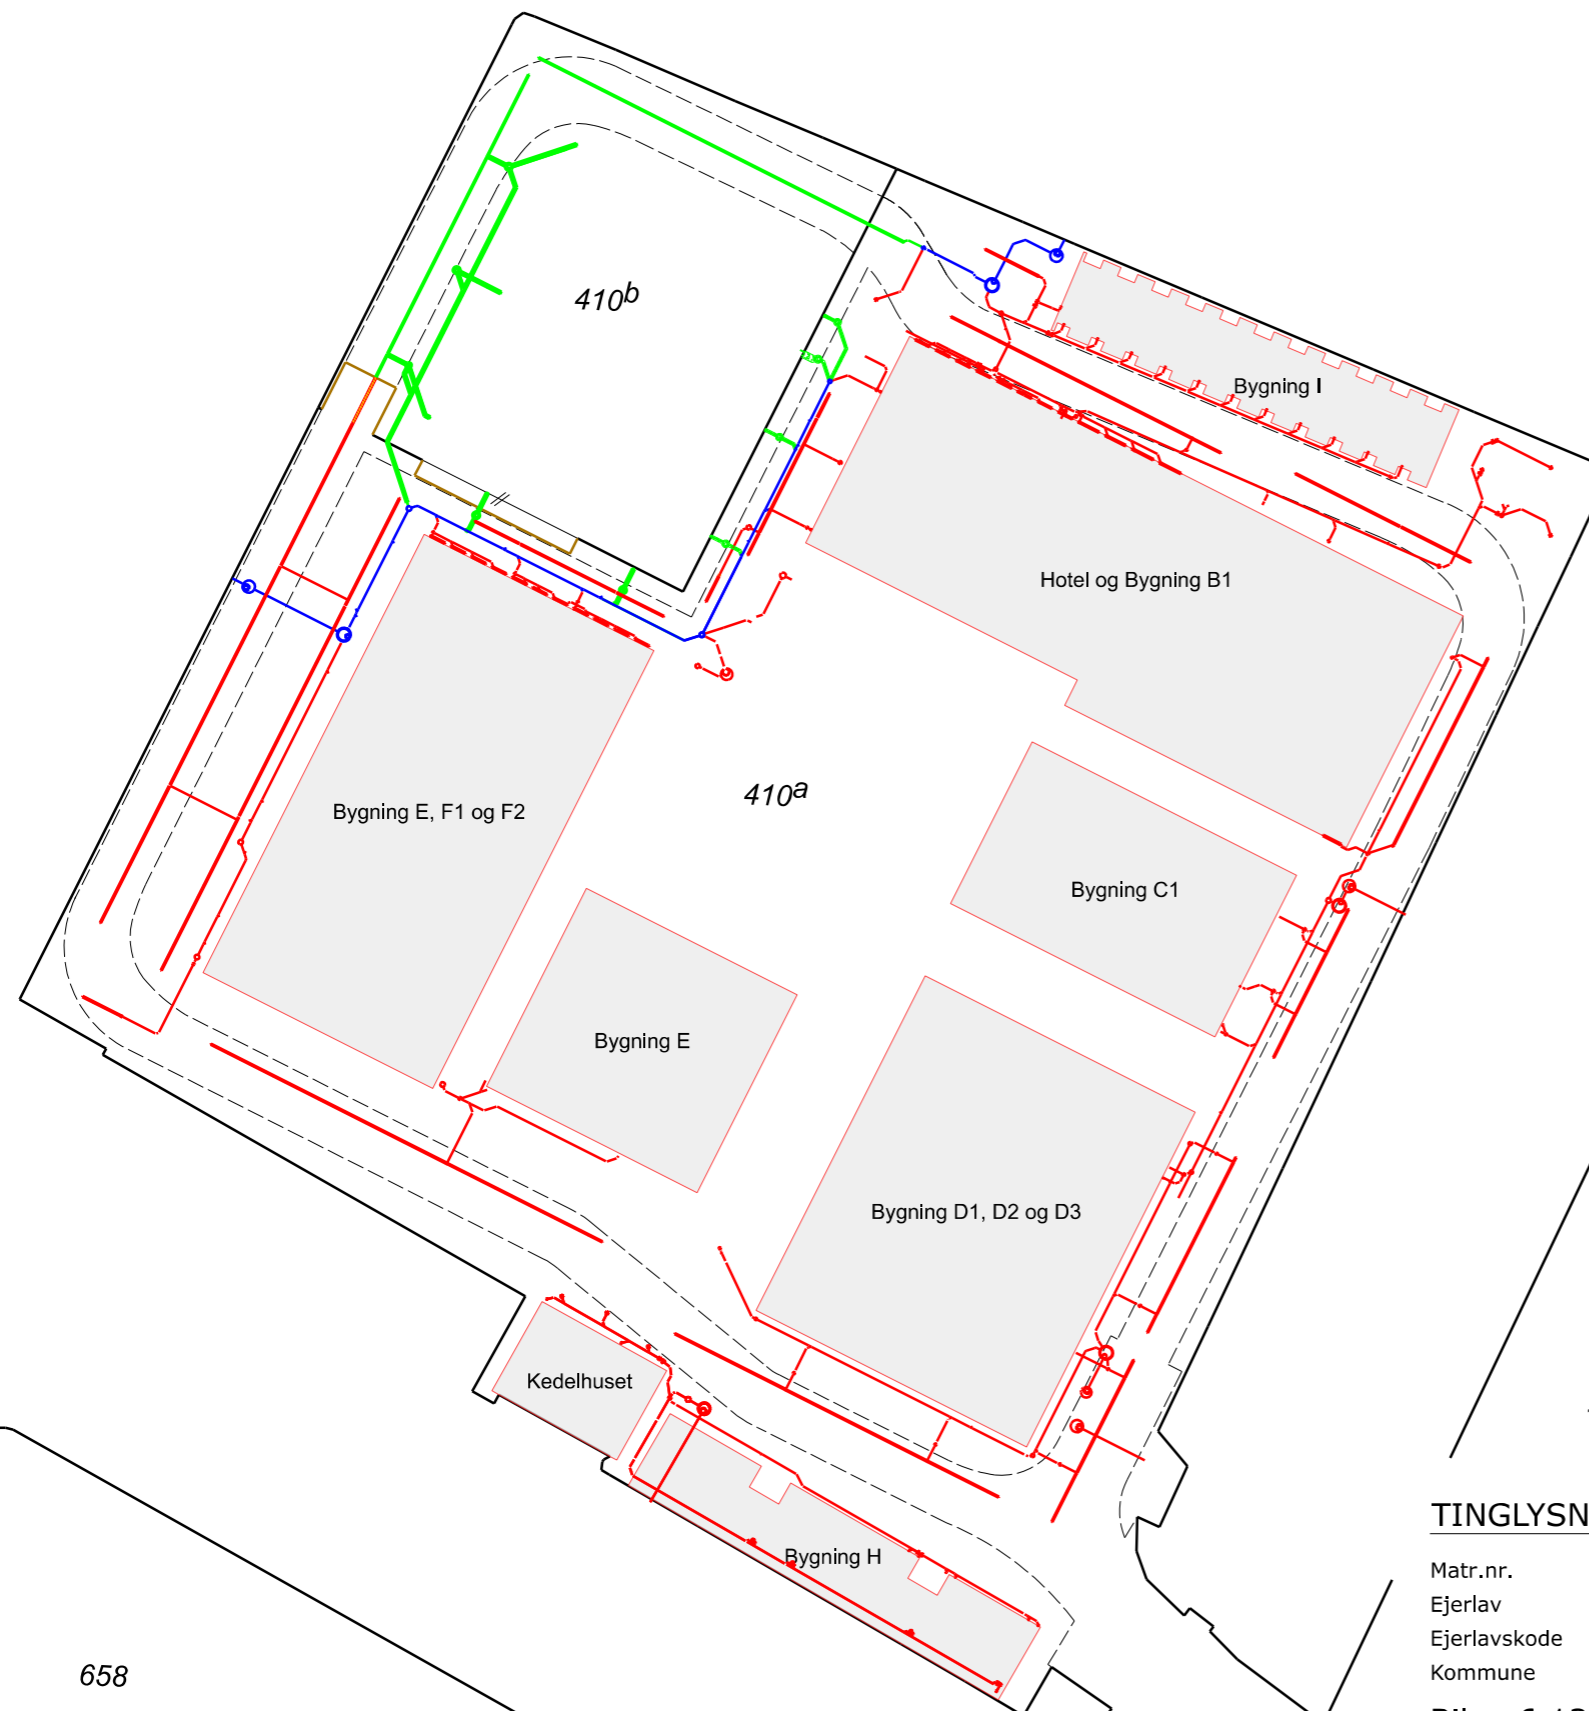 410b
Bygning I
Hotel og Bygning B1
410a
Bygning E, F1 og F2
Bygning C1
Bygning E
Bygning D1, D2 og D3
Kedelhuset
Bygning H
658
TINGLYSN
Matr.nr.
Ejerlav
Ejerlavskode
Kommune